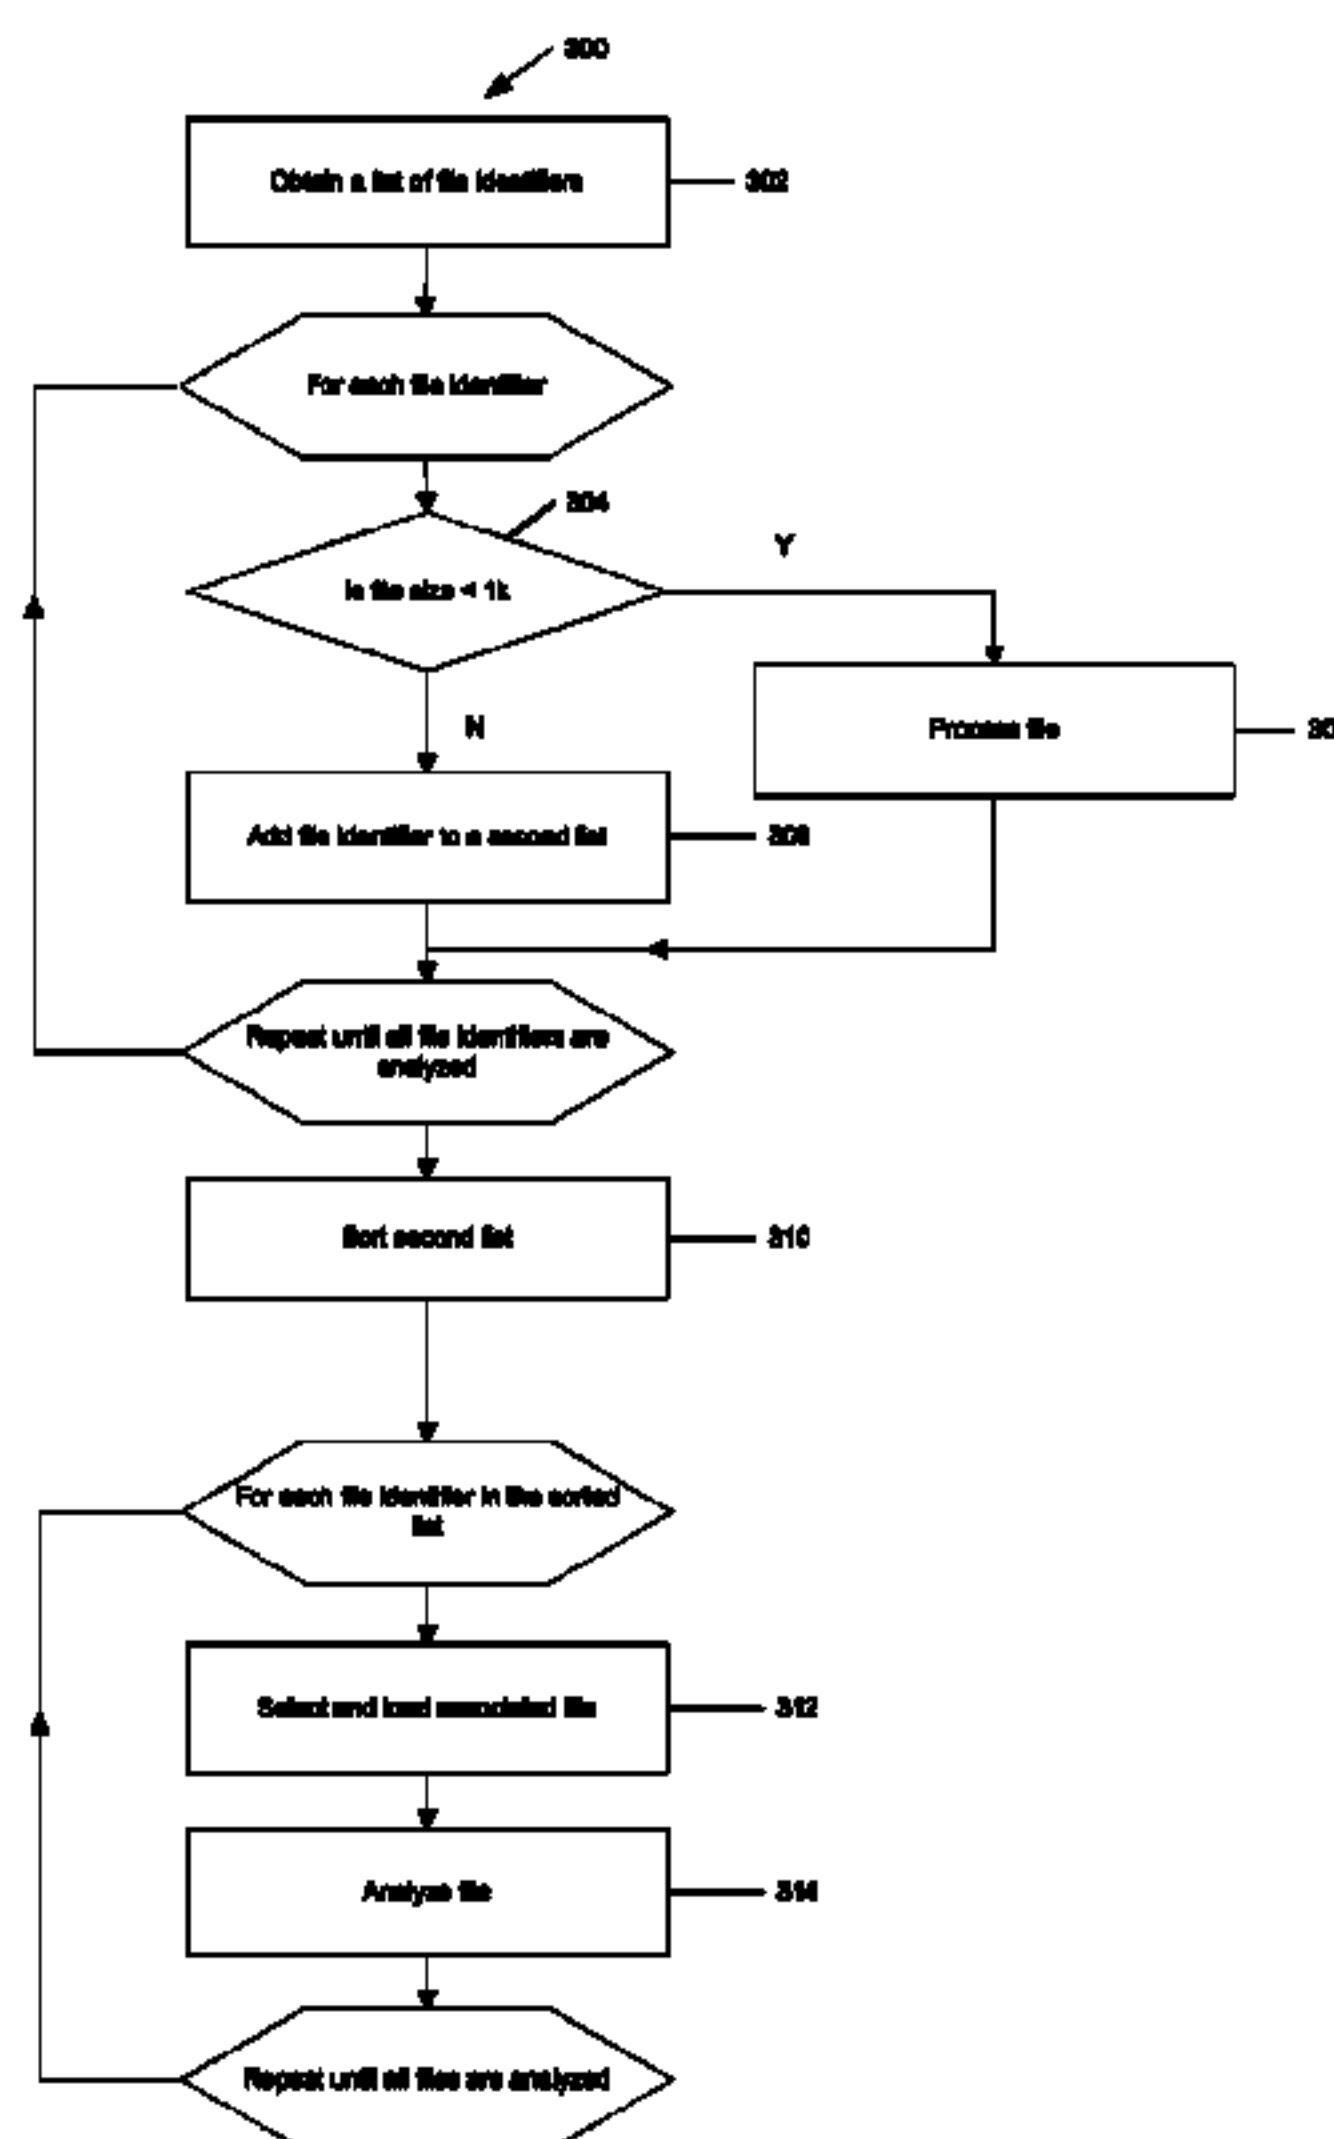 300
Obtain a list of file identifiers
302
For each file identifier
304
Is file size < 1k
Y
N
Process file
30
Add file identifier to a second list
308
Repeat until all file identifiers are
analyzed
Sort second list
310
For each file identifier in the sorted
list
Select and load associated file
312
Analyze file
314
Repeat until all files are analyzed